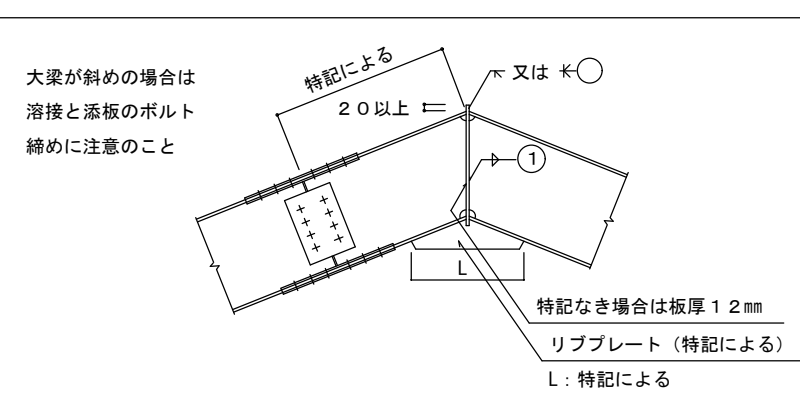 大梁が斜めの場合は
溶接と添板のボルト
締めに注意のこと
特記による
２０以上
又は
1
L
特記なき場合は板厚１２㎜
リブプレート（特記による）
L：特記による